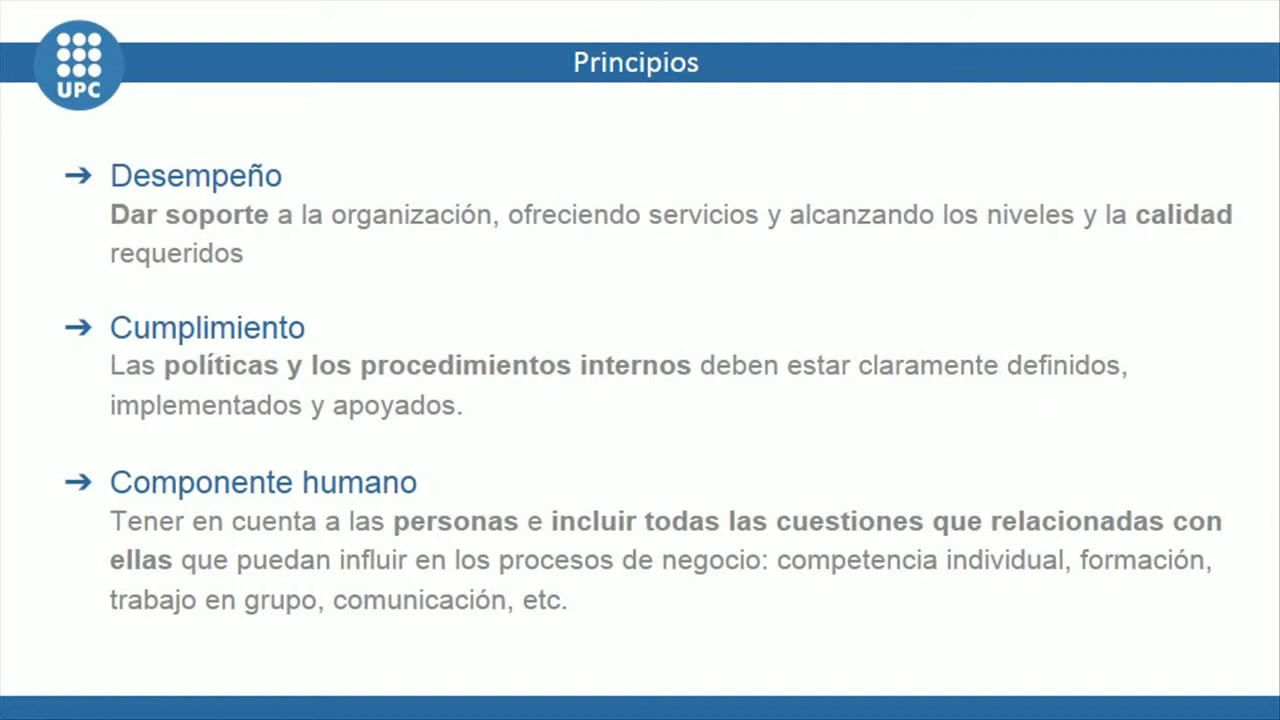 UPC
Principios
➔ Desempeño
Dar soporte a la organización, ofreciendo servicios y alcanzando los niveles y la calidad
requeridos
➔ Cumplimiento
Las políticas y los procedimientos internos deben estar claramente definidos,
implementados y apoyados.
➔ Componente humano
Tener en cuenta a las personas e incluir todas las cuestiones que relacionadas con
ellas que puedan influir en los procesos de negocio: competencia individual, formación,
trabajo en grupo, comunicación, etc.